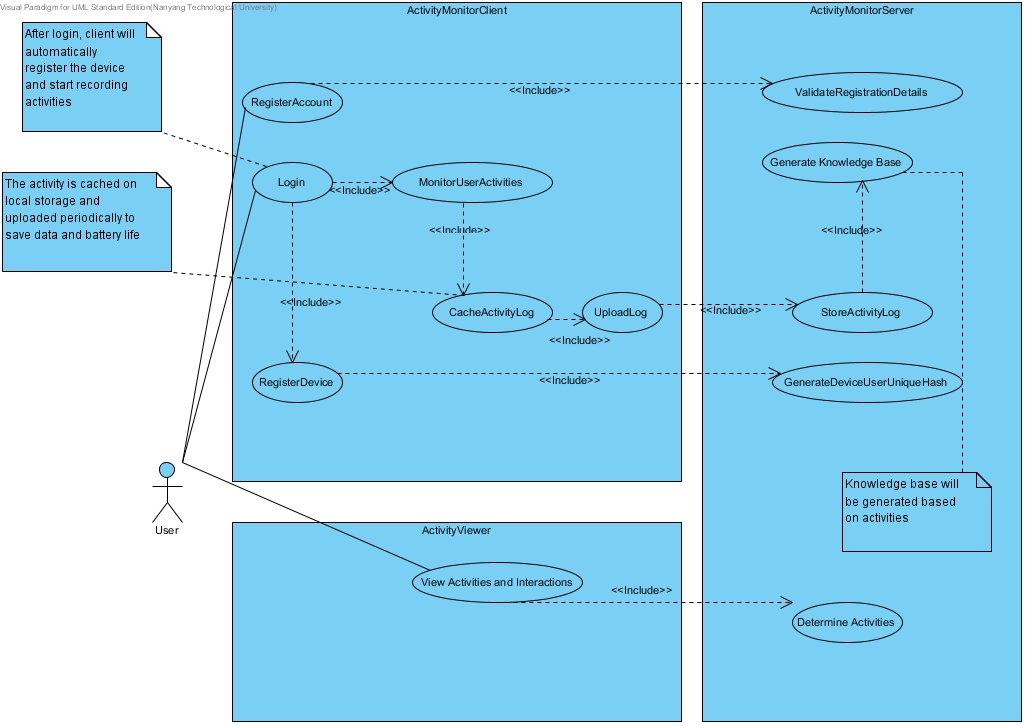 Visual Paradigm for UML Standard Edition(Nanyang Technological University)
ActivityMonitorClient
ActivityMonitorServer
After login, client will
automatically
register the device
and start recording
activities
<<Include>>
RegisterAccount
ValidateRegistrationDetails
Generate Knowledge Base
Login
<<Include>>
MonitorUserActivities
The activity is cached on
local storage and
uploaded periodically to
save data and battery life
<<Include>>
<<Include>>
<<Include>>
CacheActivityLog
UploadLog
<<Include>>
StoreActivityLog
<<Include>>
RegisterDevice
<<Include>>
GenerateDeviceUserUniqueHash
User
Knowledge base will
be generated based
on activities
ActivityViewer
View Activities and Interactions
<<Include>>
Determine Activities